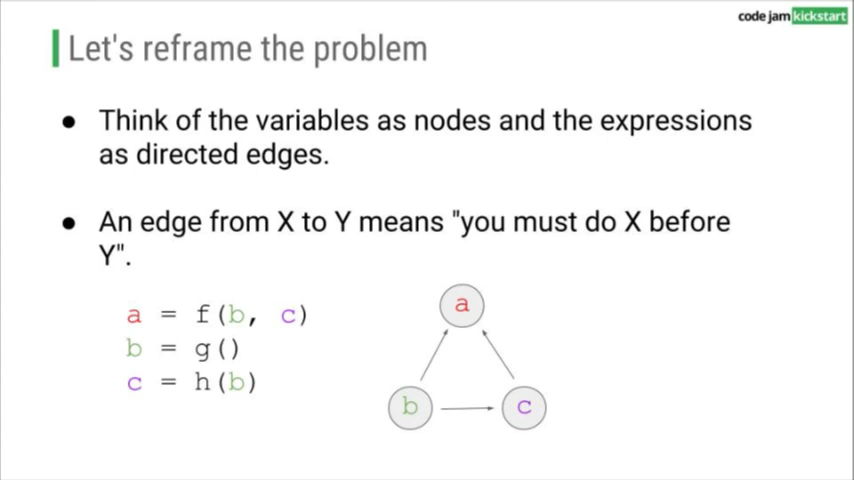 code jam kickstart
Let's reframe the problem
● Think of the variables as nodes and the expressions
as directed edges.
● An edge from X to Y means "you must do X before
Y".
a = f(b, c)
b = g()
c = h(b)
a
b
c